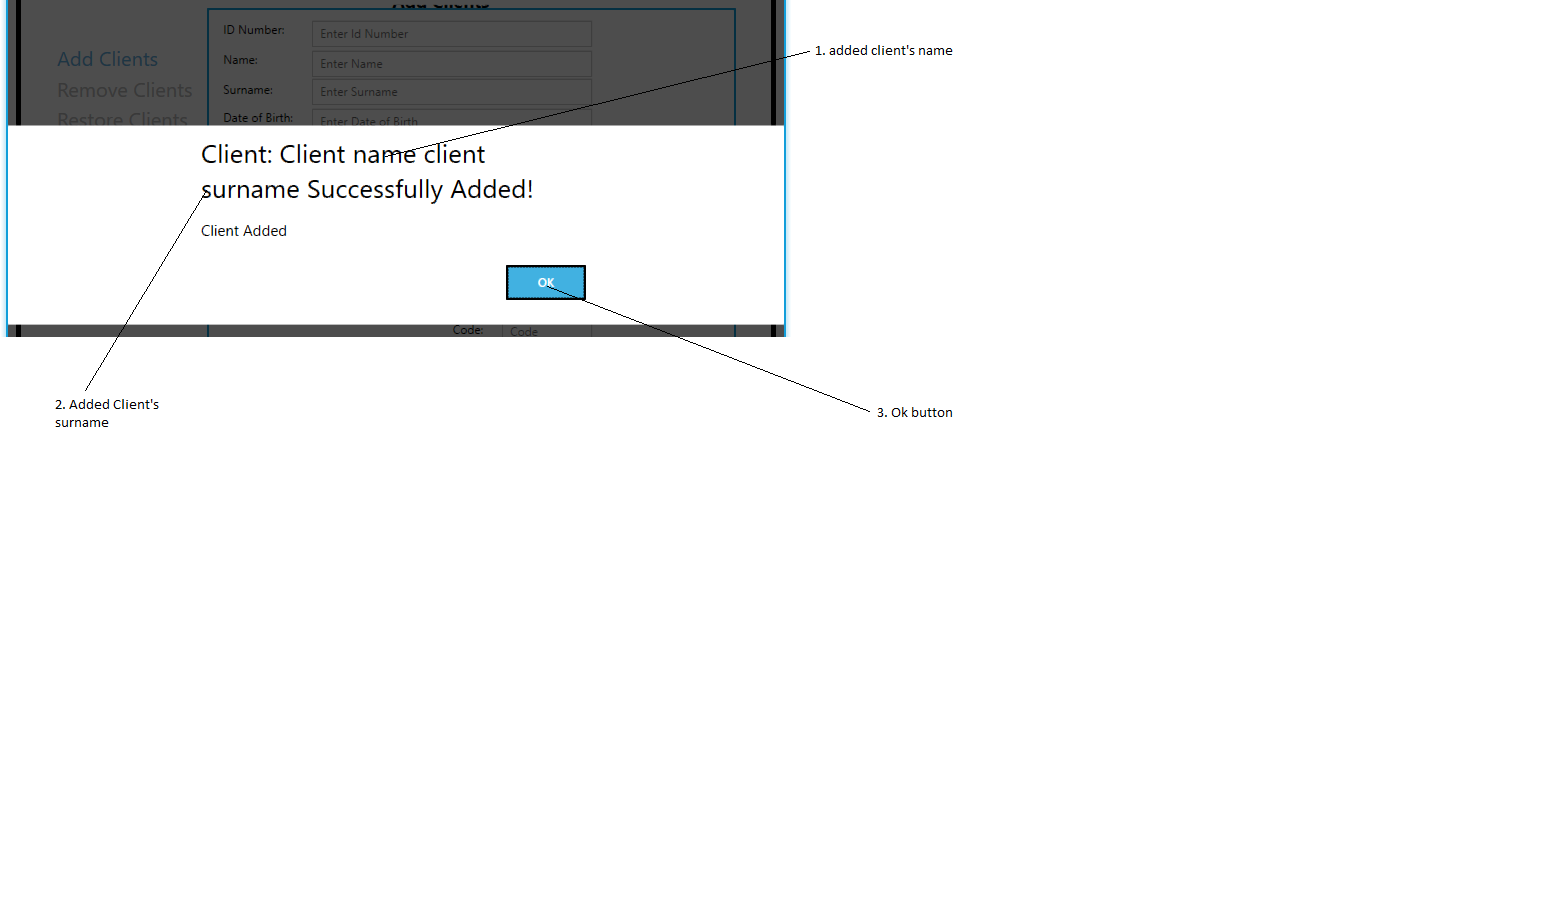 Add Clients
ID Number:
Enter Id Number
Add Clients
Name:
Enter Name
Remove Clients
Surname:
Enter Surname
Restore Clients
Date of Birth:
Enter Date of Birth
1. added client's name
Client: Client name client
surname Successfully Added!
Client Added
OK
Code:
Code
2. Added Client's
surname
3. Ok button